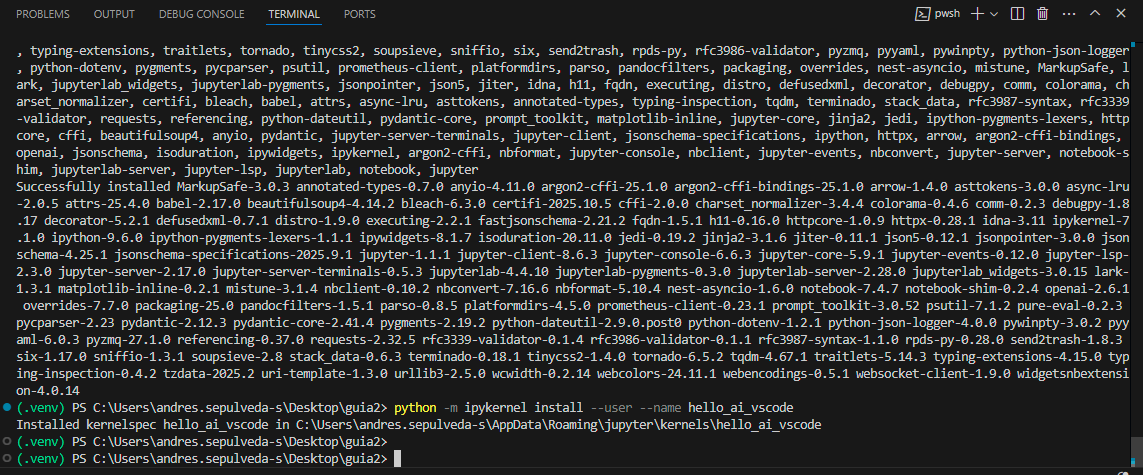 PROBLEMS OUTPUT DEBUG CONSOLE TERMINAL PORTS pwsh
, typing-extensions, traitlets, tornado, tinycss2, soupsieve, sniffio, six, send2trash, rpds-py, rfc3986-validator, pyzmq, pyyaml, pywinpty, python-json-logger
, python-dotenv, pygments, pycparser, psutil, prometheus-client, platformdirs, parso, pandocfilters, packaging, overrides, nest-asyncio, mistune, MarkupSafe, l
ark, jupyterlab_widgets, jupyterlab-pygments, jsonpointer, json5, jiter, idna, h11, fqdn, executing, distro, defusedxml, decorator, debugpy, comm, colorama, ch
arset_normalizer, certifi, bleach, babel, attrs, async-lru, asttokens, annotated-types, typing-inspection, tqdm, terminado, stack_data, rfc3987-syntax, rfc3339
-validator, requests, referencing, python-dateutil, pydantic-core, prompt_toolkit, matplotlib-inline, jupyter-core, jinja2, jedi, ipython-pygments-lexers, http
core, cffi, beautifulsoup4, anyio, pydantic, jupyter-server-terminals, jupyter-client, jsonschema-specifications, ipython, httpx, arrow, argon2-cffi-bindings,
openai, jsonschema, isoduration, ipywidgets, ipykernel, argon2-cffi, nbformat, jupyter-console, nbclient, jupyter-events, nbconvert, jupyter-server, notebook-s
him, jupyterlab-server, jupyter-lsp, jupyterlab, notebook, jupyter
Successfully installed MarkupSafe-3.0.3 annotated-types-0.7.0 anyio-4.11.0 argon2-cffi-25.1.0 argon2-cffi-bindings-25.1.0 arrow-1.4.0 asttokens-3.0.0 async-lru
-2.0.5 attrs-25.4.0 babel-2.17.0 beautifulsoup4-4.14.2 bleach-6.3.0 certifi-2025.10.5 cffi-2.0.0 charset_normalizer-3.4.4 colorama-0.4.6 comm-0.2.3 debugpy-1.8
.17 decorator-5.2.1 defusedxml-0.7.1 distro-1.9.0 executing-2.2.1 fastjsonschema-2.21.2 fqdn-1.5.1 h11-0.16.0 httpcore-1.0.9 httpx-0.28.1 idna-3.11 ipykernel-7
.1.0 ipython-9.6.0 ipython-pygments-lexers-1.1.1 ipywidgets-8.1.7 isoduration-20.11.0 jedi-0.19.2 jinja2-3.1.6 jiter-0.11.1 json5-0.12.1 jsonpointer-3.0.0 json
schema-4.25.1 jsonschema-specifications-2025.9.1 jupyter-1.1.1 jupyter-client-8.6.3 jupyter-console-6.6.3 jupyter-core-5.9.1 jupyter-events-0.12.0 jupyter-lsp-
2.3.0 jupyter-server-2.17.0 jupyter-server-terminals-0.5.3 jupyterlab-4.4.10 jupyterlab-pygments-0.3.0 jupyterlab-server-2.28.0 jupyterlab_widgets-3.0.15 lark-
1.3.1 matplotlib-inline-0.2.1 mistune-3.1.4 nbclient-0.10.2 nbconvert-7.16.6 nbformat-5.10.4 nest-asyncio-1.6.0 notebook-7.4.7 notebook-shim-0.2.4 openai-2.6.1
overrides-7.7.0 packaging-25.0 pandocfilters-1.5.1 parso-0.8.5 platformdirs-4.5.0 prometheus-client-0.23.1 prompt_toolkit-3.0.52 psutil-7.1.2 pure-eval-0.2.3
pycparser-2.23 pydantic-2.12.3 pydantic-core-2.41.4 pygments-2.19.2 python-dateutil-2.9.0.post0 python-dotenv-1.2.1 python-json-logger-4.0.0 pywinpty-3.0.2 pyy
aml-6.0.3 pyzmq-27.1.0 referencing-0.37.0 requests-2.32.5 rfc3339-validator-0.1.4 rfc3986-validator-0.1.1 rfc3987-syntax-1.1.0 rpds-py-0.28.0 send2trash-1.8.3
six-1.17.0 sniffio-1.3.1 soupsieve-2.8 stack_data-0.6.3 terminado-0.18.1 tinycss2-1.4.0 tornado-6.5.2 tqdm-4.67.1 traitlets-5.14.3 typing-extensions-4.15.0 typ
ing-inspection-0.4.2 tzdata-2025.2 uri-template-1.3.0 urllib3-2.5.0 wcwidth-0.2.14 webcolors-24.11.1 webencodings-0.5.1 websocket-client-1.9.0 widgetsnbextensi
on-4.0.14
(.venv) PS C:\Users\andres.sepulveda-s\Desktop\guia2> python -m ipykernel install --user --name hello_ai_vscode
Installed kernelspec hello_ai_vscode in C:\Users\andres.sepulveda-s\AppData\Roaming\jupyter\kernels\hello_ai_vscode
(.venv) PS C:\Users\andres.sepulveda-s\Desktop\guia2>
(.venv) PS C:\Users\andres.sepulveda-s\Desktop\guia2>